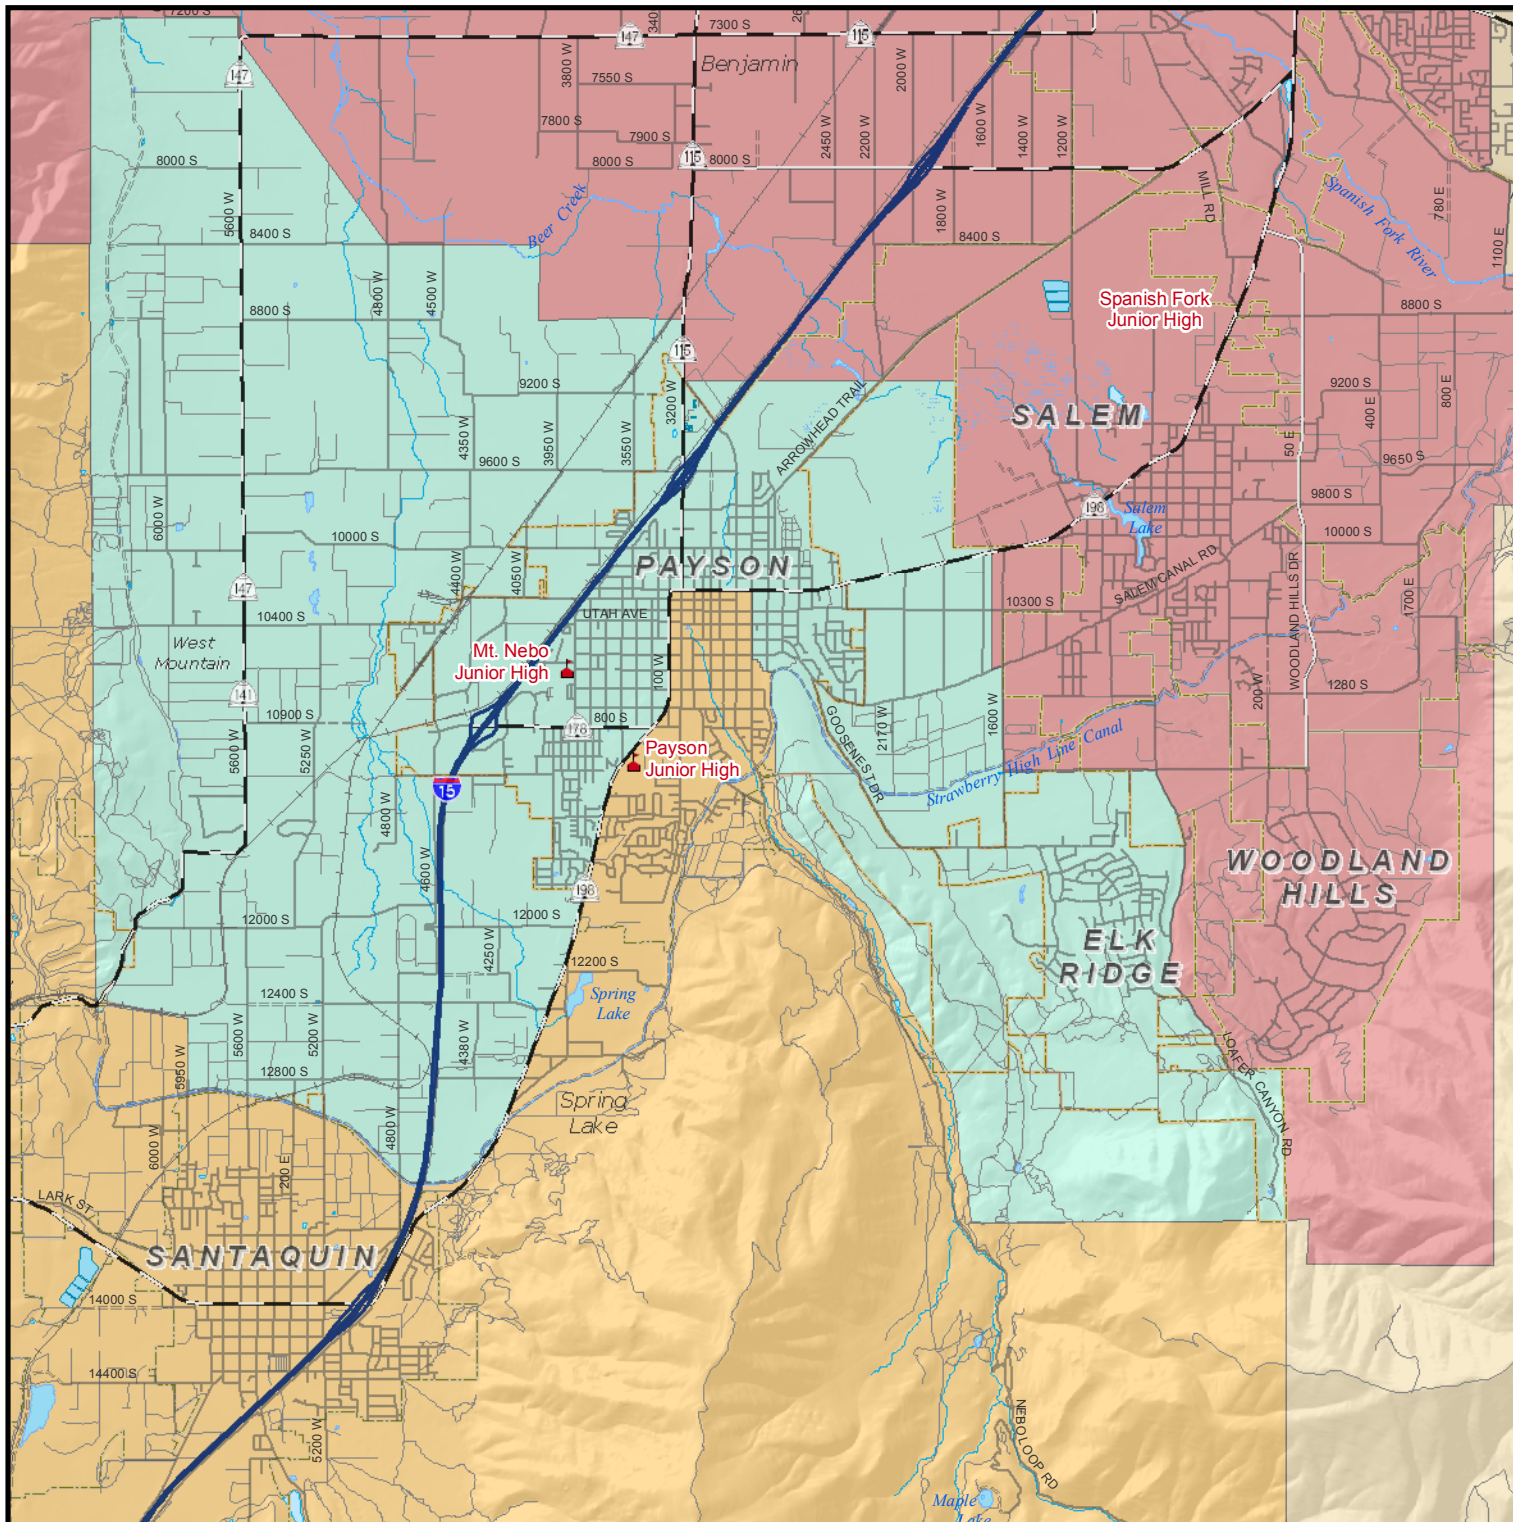 7200 S
7300 S
147
115
3800 W
2000 W
Benjamin
7550 S
147
7800 S
7900 S
2450 W
2200 W
1600 W
1400 W
1200 W
8000 S
8000 S
115
8000 S
MILL RD
Spanish Fork River
780 E
5600 W
Beer Creek
1800 W
8400 S
8400 S
1100 E
4800 W
4500 W
Spanish Fork
Junior High
8800 S
8800 S
115
9200 S
9200 S
400 E
800 E
3200 W
ARROWHEAD TRAIL
SALEM
4350 W
3950 W
3550 W
50 E
9600 S
9650 S
6000 W
9800 S
198
Salem
Lake
10000 S
10000 S
PAYSON
4400 W
4050 W
147
SALEM CANAL RD
WOODLAND HILLS DR
1700 E
10300 S
10400 S
UTAH AVE
West
Mountain
Mt. Nebo
Junior High
100 W
141
200 W
1280 S
10900 S
800 S
178
GOOSENEST DR
2170 W
1600 W
Strawberry High Line Canal
5600 W
5250 W
Payson
Junior High
15
4800 W
WOODLAND
HILLS
4600 W
198
12000 S
12000 S
4250 W
ELK
RIDGE
12200 S
12400 S
Spring
Lake
5600 W
5200 W
4380 W
LOAFER CANYON RD
5950 W
12800 S
Spring
Lake
4800 W
6000 W
200 E
LARK ST
SANTAQUIN
14000 S
14400 S
5200 W
NEBO LOOP RD
Maple
Lake